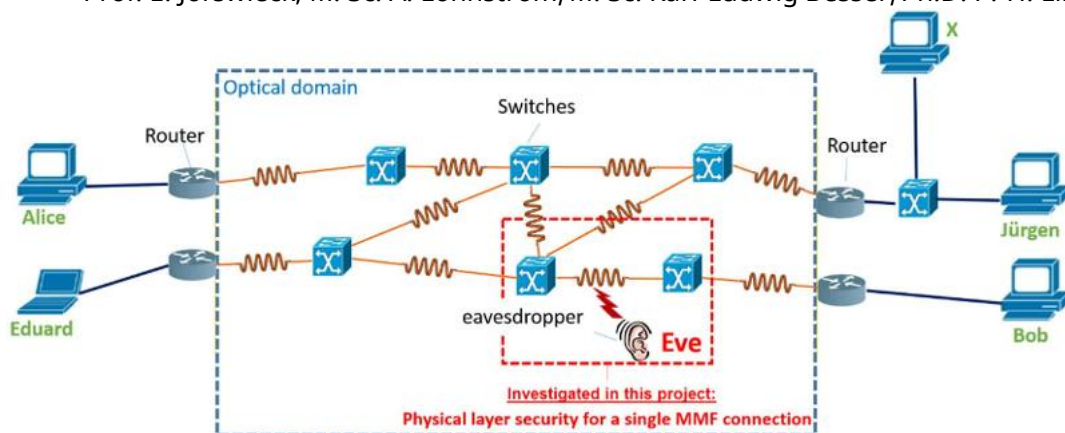 Optical domain
X
Switches
Router
Router
Alice
Jürgen
eavesdropper
Eve
Eduard
Bob
Investigated in this project:
Physical layer security for a single MMF connection